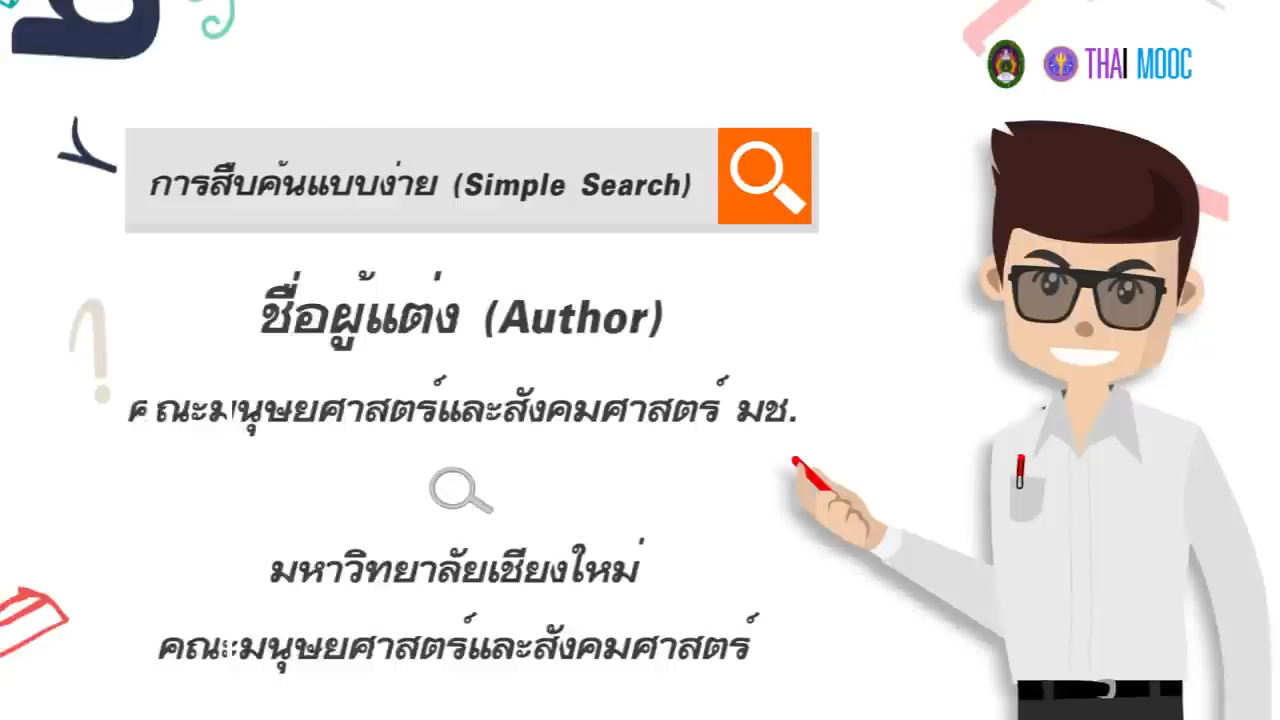 THAI MOOC
การสืบค้นแบบง่าย (Simple Search)
ชื่อผู้แต่ง (Author)
คณะมนุษยศาสตร์และสังคมศาสตร์ มช.
มหาวิทยาลัยเชียงใหม่
คณะมนุษยศาสตร์และสังคมศาสตร์